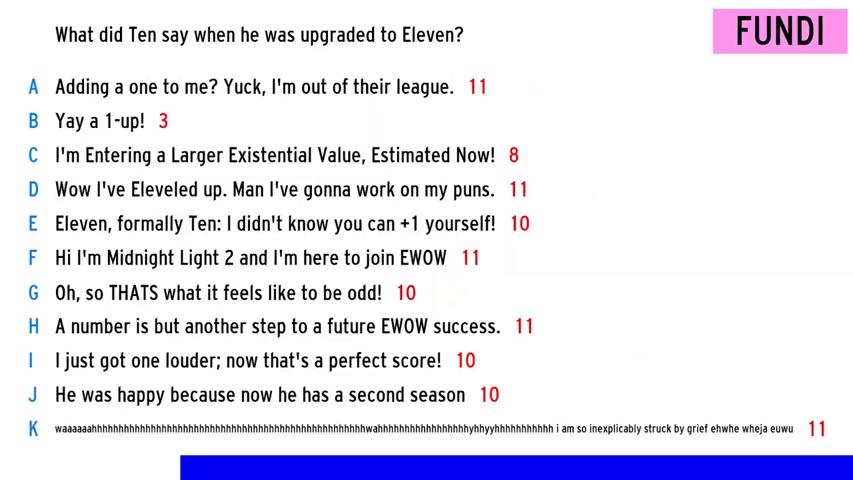 What did Ten say when he was upgraded to Eleven?
FUNDI
A Adding a one to me? Yuck, I'm out of their league. 11
B Yay a 1-up! 3
C I'm Entering a Larger Existential Value, Estimated Now! 8
D Wow I've Eleveled up. Man I've gonna work on my puns. 11
E Eleven, formally Ten: I didn't know you can +1 yourself! 10
F Hi I'm Midnight Light 2 and I'm here to join EWOW 11
G Oh, so THATS what it feels like to be odd! 10
H A number is but another step to a future EWOW success. 11
I I just got one louder; now that's a perfect score! 10
J He was happy because now he has a second season 10
K i am so inexplicably struck by grief ehwhe wheja euwu 11